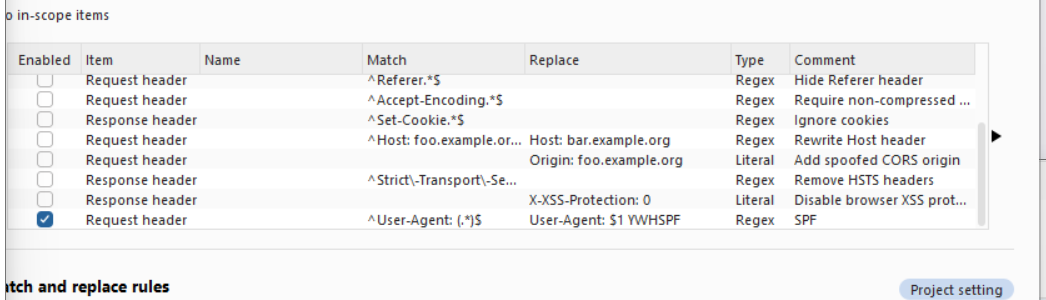 o in-scope items
Enabled Item Name Match Replace Type Comment
Request header ^Referer.*$ Regex Hide Referer header
Request header ^Accept-Encoding.*$ Regex Require non-compressed ...
Response header ^Set-Cookie.*$ Regex Ignore cookies
Request header ^Host: foo.example.or... Host: bar.example.org Regex Rewrite Host header
Request header Origin: foo.example.org Literal Add spoofed CORS origin
Response header ^Strict\-Transport\-Se... Regex Remove HSTS headers
Response header X-XSS-Protection: 0 Literal Disable browser XSS prot...
Request header ^User-Agent: (.*)$ User-Agent: $1 YWHSPF Regex SPF
atch and replace rules Project setting